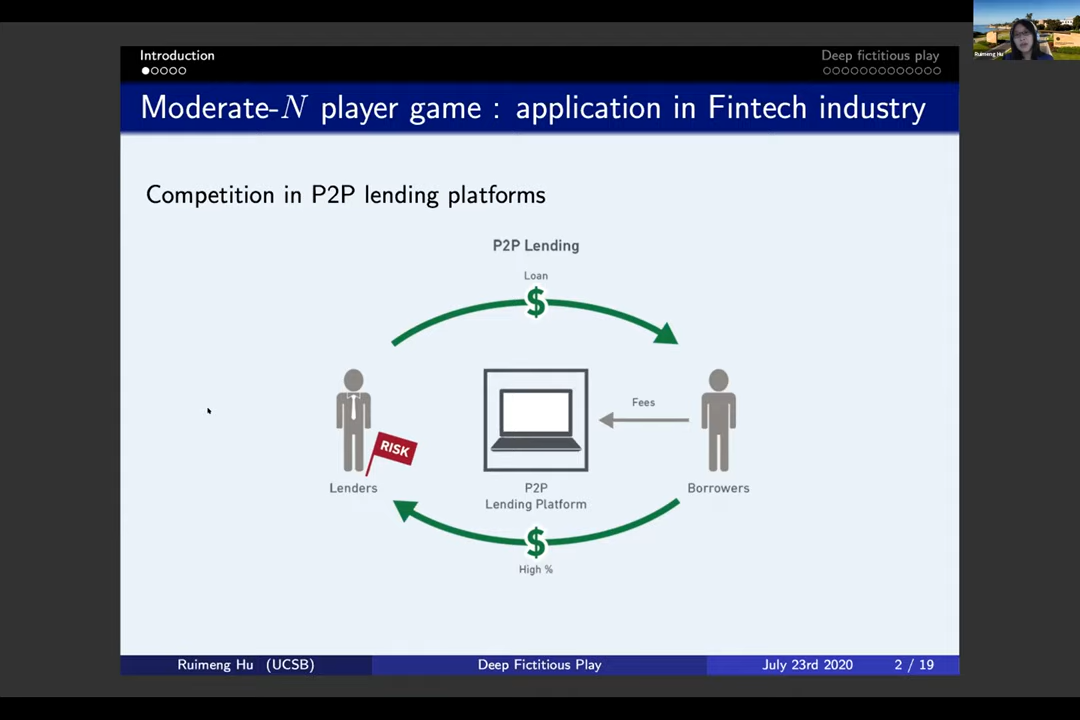 Introduction
Deep fictitious play
Ruimeng Hu
Moderate-N player game : application in Fintech industry
Competition in P2P lending platforms
P2P Lending
Loan
$
Fees
RISK
Lenders
P2P
Lending Platform
Borrowers
$
High %
Ruimeng Hu (UCSB)
Deep Fictitious Play
July 23rd 2020
2 / 19